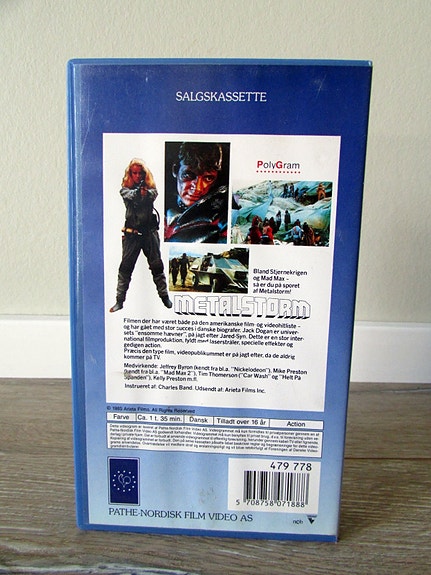 SALGSKASSETTE
PolyGram
Bland Stjernekrigen
og Mad Max –
så er du på sporet
af Metalstorm!
METALSTORM
Filmen der har været både på den amerikanske film- og videohitliste –
og har gået med stor succes i danske biografer. Jack Dogan er univer-
sets "ensomme hævner", på jagt efter Jared-Syn. Dette er en stor inter-
national filmproduktion, fyldt med laserstråler, specielle effekter og
gedigen action.
Præcis den type film, videopublikummet er på jagt efter, da de aldrig
kommer på TV.
Medvirkende: Jeffrey Byron (kendt fra bl.a. "Nickelodeon"), Mike Preston
(kendt fra bl.a. "Mad Max 2"), Tim Thomerson ("Car Wash" og "Helt På
Spanden"), Kelly Preston m.fl.
Instrueret af: Charles Band. Udsendt af: Arieta Films Inc.
Arieta Films. All Rights Reserved
Farve Ca. 1 t. 35 min. Dansk Tilladt over 16 år Action
479 778
5 708758 071888
PATHE-NORDISK FILM VIDEO AS
ncb